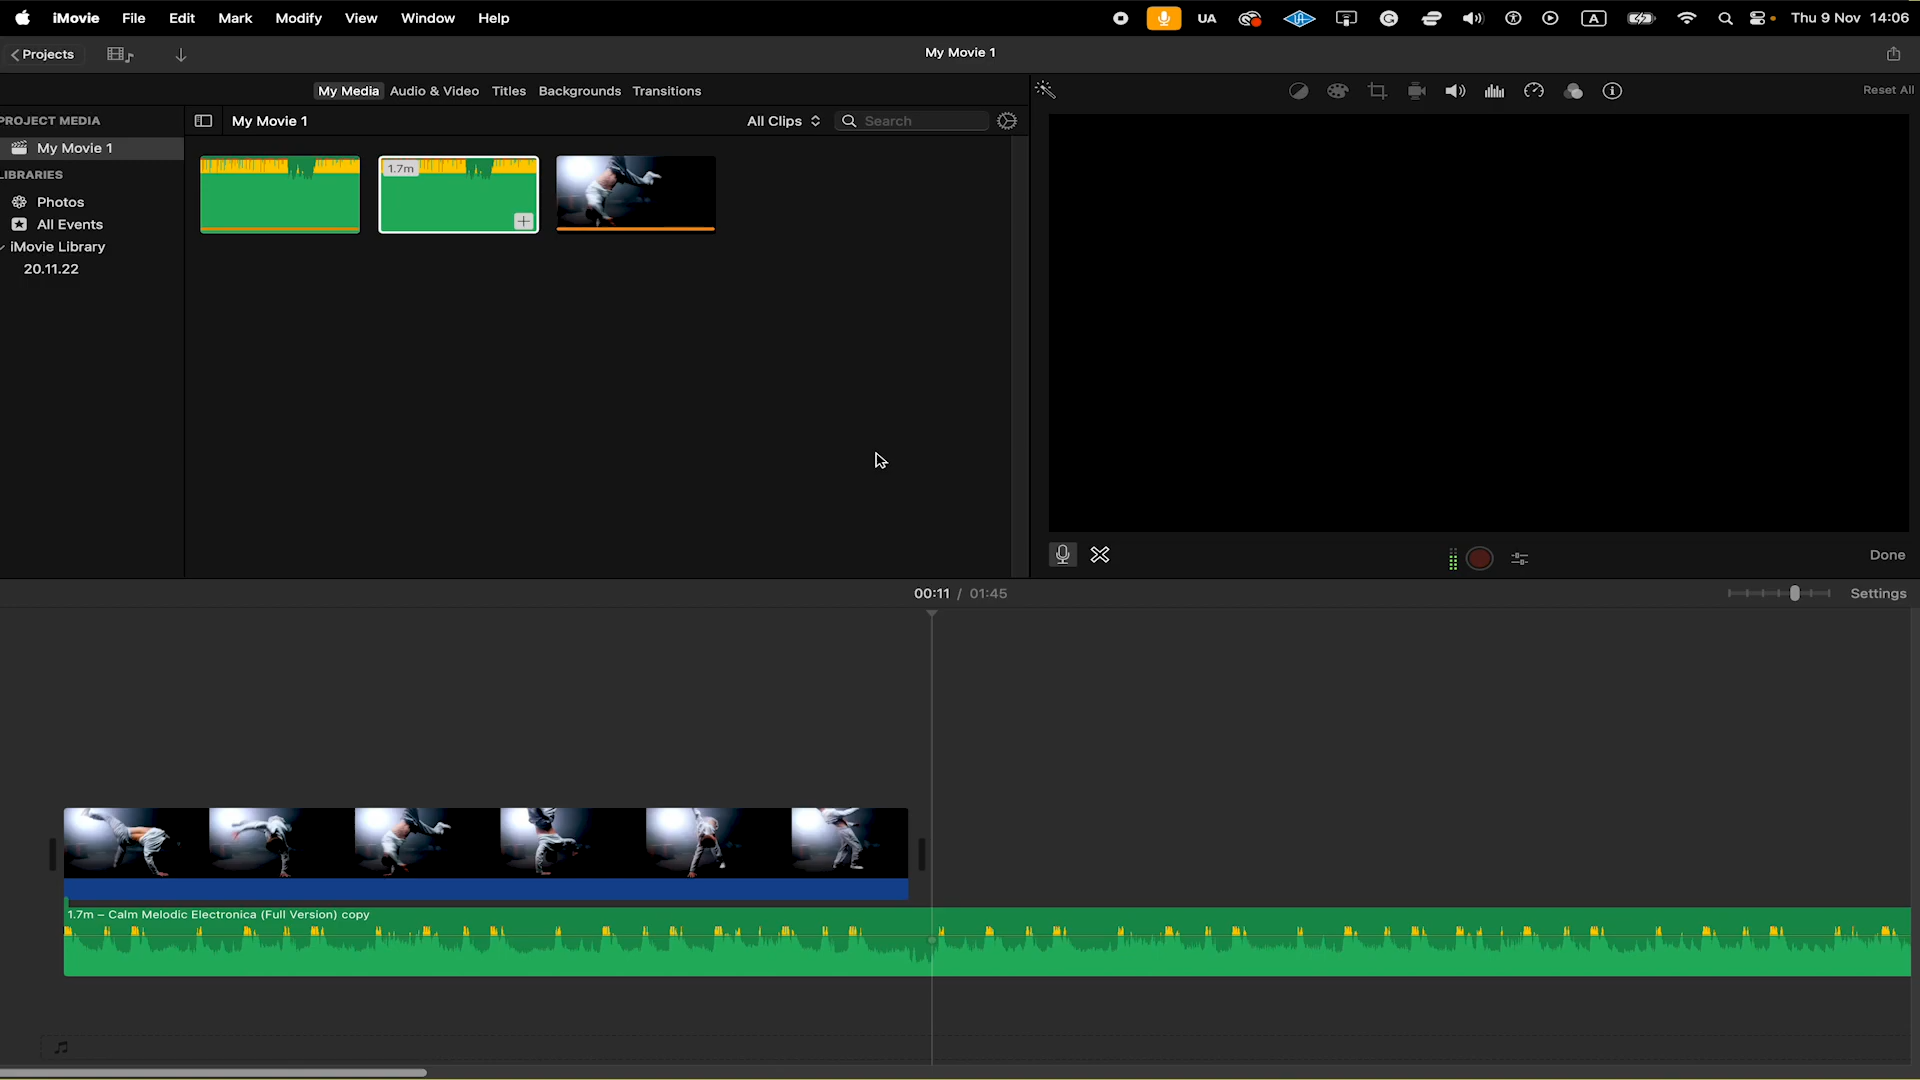 iMovie File Edit Mark Modify View Window Help UA A Thu 9 Nov 14:06
Projects My Movie 1
My Media Audio & Video Titles Backgrounds Transitions Reset All
PROJECT MEDIA
My Movie 1 All Clips Search
My Movie 1
LIBRARIES
Photos
All Events
iMovie Library
20.11.22
1.7m
Done
00:11 / 01:45 Settings
1.7m – Calm Melodic Electronica (Full Version) copy